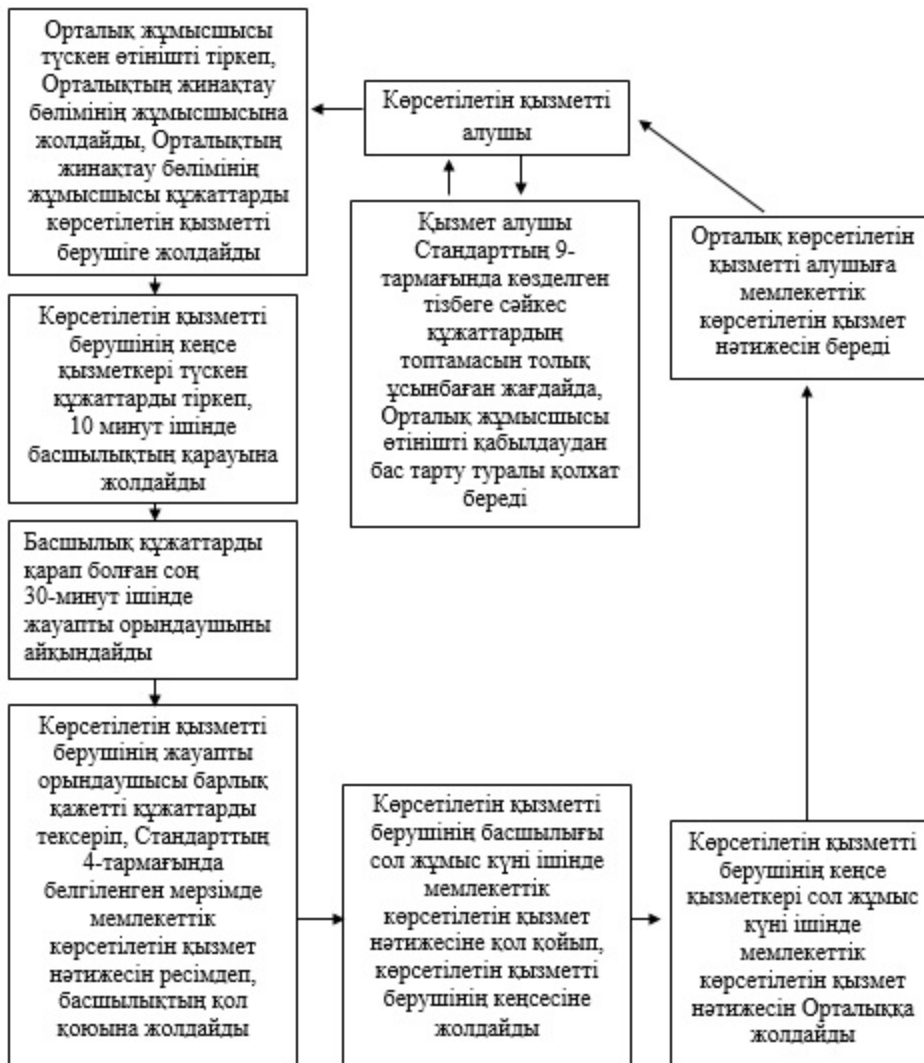 Орталық жұмысшысы
түскен өтінішті тіркеп,
Орталықтың жинақтау
бөлімінің жұмысшысына
жолдайды, Орталықтың
жинақтау бөлімінің
жұмысшысы құжаттарды
көрсетілетін қызметті
берушіге жолдайды
Көрсетілетін қызметті
алушы
Қызмет алушы
Стандарттың 9-
тармағында көзделген
тізбеге сәйкес
құжаттардың
топтамасын толық
ұсынбаған жағдайда,
Орталық жұмысшысы
өтінішті қабылдаудан
бас тарту туралы қолхат
береді
Орталық көрсетілетін
қызметті алушыға
мемлекеттік
көрсетілетін қызмет
нәтижесін береді
Көрсетілетін қызметті
берушінің кеңсе
қызметкері түскен
құжаттарды тіркеп,
10 минут ішінде
басшылықтың қарауына
жолдайды
Басшылық құжаттарды
қарап болған соң
30-минут ішінде
жауапты орындаушыны
айқындайды
Көрсетілетін қызметті
берушінің жауапты
орындаушысы барлық
қажетті құжаттарды
тексеріп, Стандарттың
4-тармағында
белгіленген мерзімде
мемлекеттік
көрсетілетін қызмет
нәтижесін ресімдеп,
басшылықтың қол
қоюына жолдайды
Көрсетілетін қызметті
берушінің басшылығы
сол жұмыс күні ішінде
мемлекеттік
көрсетілетін қызмет
нәтижесіне қол қойып,
көрсетілетін қызметті
берушінің кеңсесіне
жолдайды
Көрсетілетін қызметті
берушінің кеңсе
қызметкері сол жұмыс
күні ішінде
мемлекеттік
көрсетілетін қызмет
нәтижесін Орталыққа
жолдайды